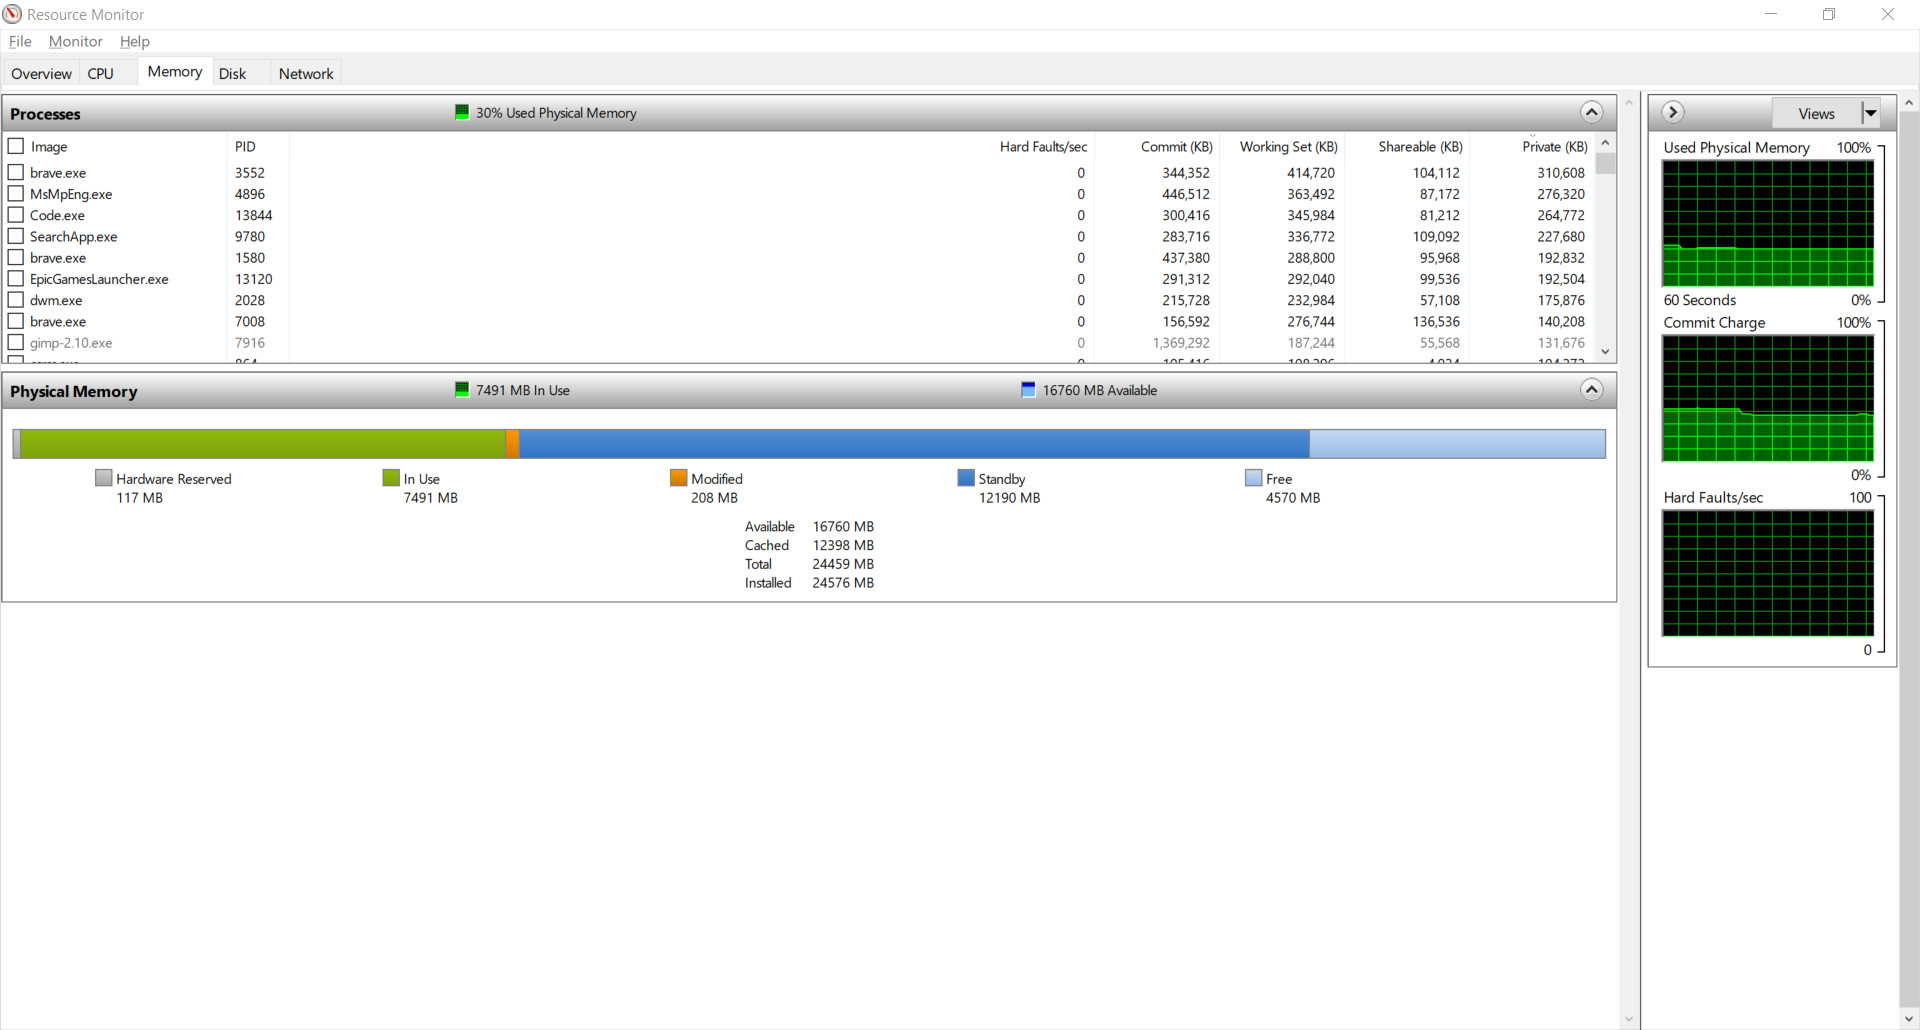 Resource Monitor
File Monitor Help
Overview CPU Memory Disk Network
Processes 30% Used Physical Memory
Image PID Hard Faults/sec Commit (KB) Working Set (KB) Shareable (KB) Private (KB)
brave.exe 3552 0 344,352 414,720 104,112 310,608
MsMpEng.exe 4896 0 446,512 363,492 87,172 276,320
Code.exe 13844 0 300,416 345,984 81,212 264,772
SearchApp.exe 9780 0 283,716 336,772 109,092 227,680
brave.exe 1580 0 437,380 288,800 95,968 192,832
EpicGamesLauncher.exe 13120 0 291,312 292,040 99,536 192,504
dwm.exe 2028 0 215,728 232,984 57,108 175,876
brave.exe 7008 0 156,592 276,744 136,536 140,208
gimp-2.10.exe 7916 0 1,369,292 187,244 55,568 131,676
Physical Memory 7491 MB In Use 16760 MB Available
Hardware Reserved In Use Modified Standby Free
117 MB 7491 MB 208 MB 12190 MB 4570 MB
Available 16760 MB
Cached 12398 MB
Total 24459 MB
Installed 24576 MB
Views
Used Physical Memory 100%
60 Seconds 0%
Commit Charge 100%
0%
Hard Faults/sec 100
0